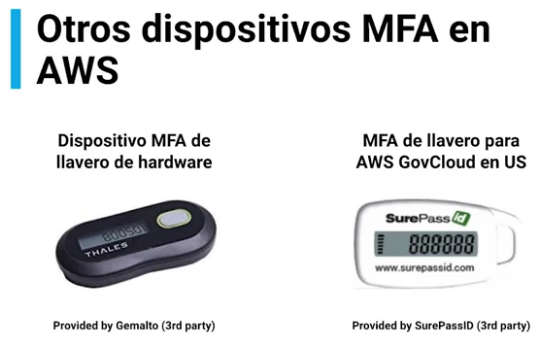 Otros dispositivos MFA en
AWS
Dispositivo MFA de
llavero de hardware
MFA de llavero para
AWS GovCloud en US
THALES
SurePassid
888888
www.surepassid.com
Provided by Gemalto (3rd party)
Provided by SurePassID (3rd party)